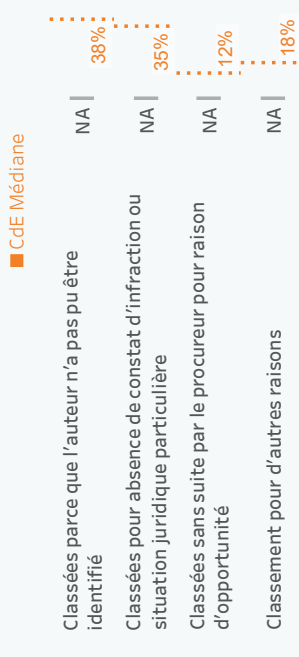 CdE Médiane
Classées parce que l'auteur n'a pas pu être
identifié
NA
38%
Classées pour absence de constat d'infraction ou
situation juridique particulière
NA
35%
Classées sans suite par le procureur pour raison
d'opportunité
NA
12%
Classement pour d'autres raisons
NA
18%